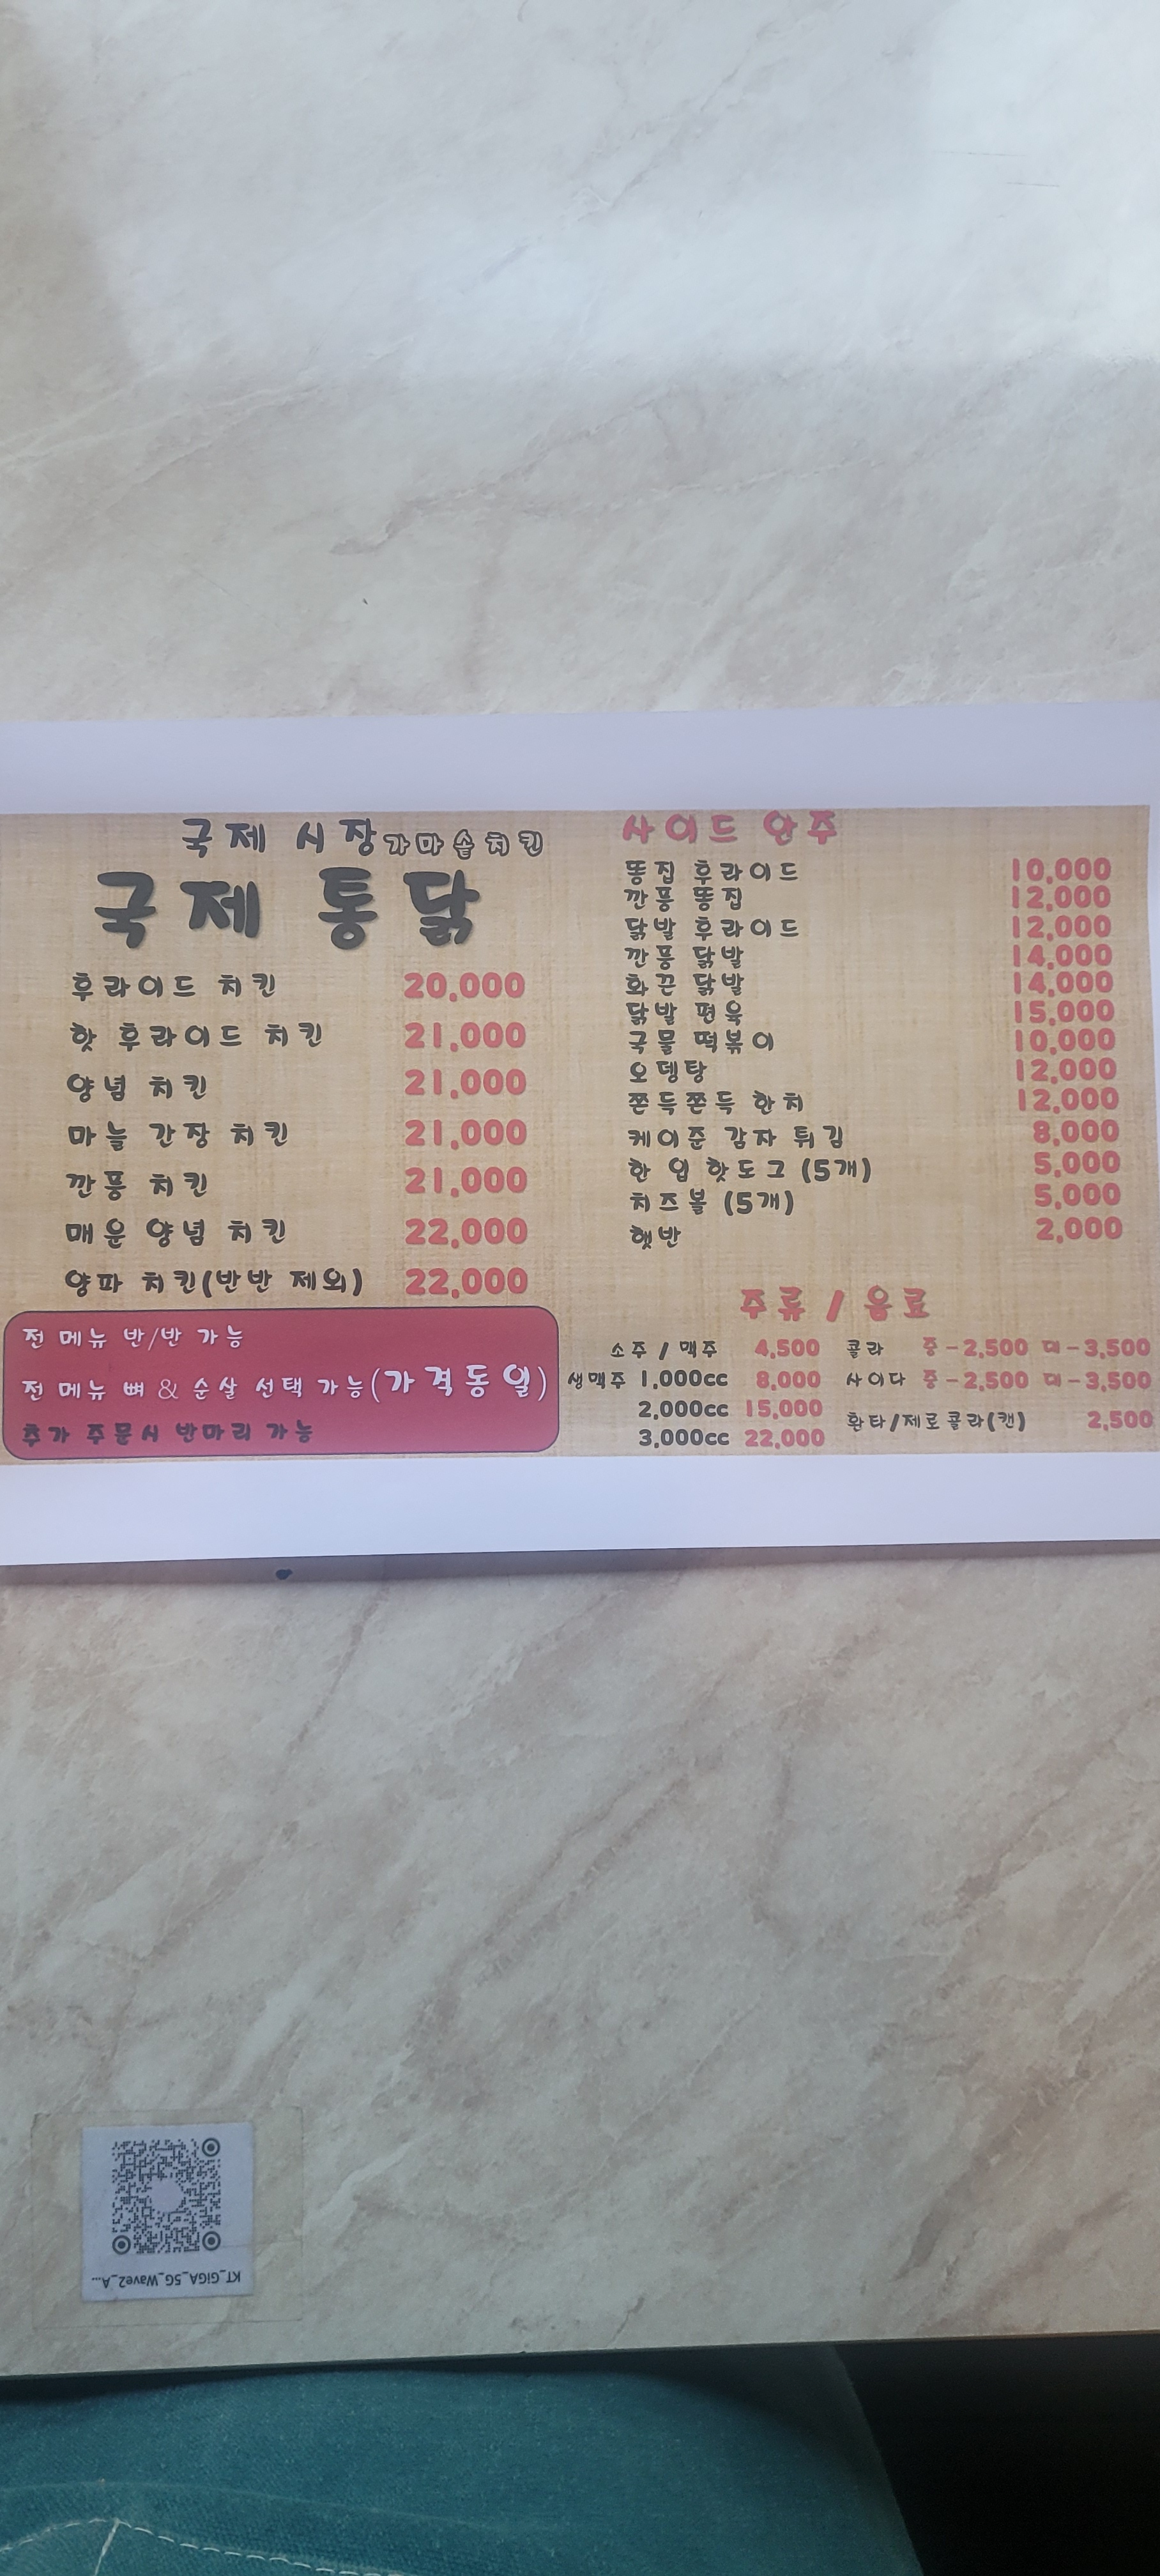 국제 시장 가마솥치킨
국제 통닭
후라이드 치킨 20,000
핫 후라이드 치킨 21,000
양념 치킨 21,000
마늘 간장 치킨 21,000
깐풍 치킨 21,000
매운 양념 치킨 22,000
양파 치킨(반반 제외) 22,000
전 메뉴 반/반 가능
전 메뉴 뼈 & 순살 선택 가능(가격동일)
추가 주문시 반마리 가능
사이드 안주
똥집 후라이드 10,000
깐풍 똥집 12,000
닭발 후라이드 12,000
깐풍 닭발 14,000
화끈 닭발 14,000
닭발 편육 15,000
국물 떡볶이 10,000
오뎅탕 12,000
쫀득쫀득 한치 12,000
케이준 감자 튀김 8,000
한 입 핫도그 (5개) 5,000
치즈볼 (5개) 5,000
햇반 2,000
주류 / 음료
소주 / 맥주 4,500
생맥주 1,000cc 8,000
2,000cc 15,000
3,000cc 22,000
콜라 중-2,500 대-3,500
사이다 중-2,500 대-3,500
환타/제로콜라(캔) 2,500
KT_GiGA_5G_Wave2_A...